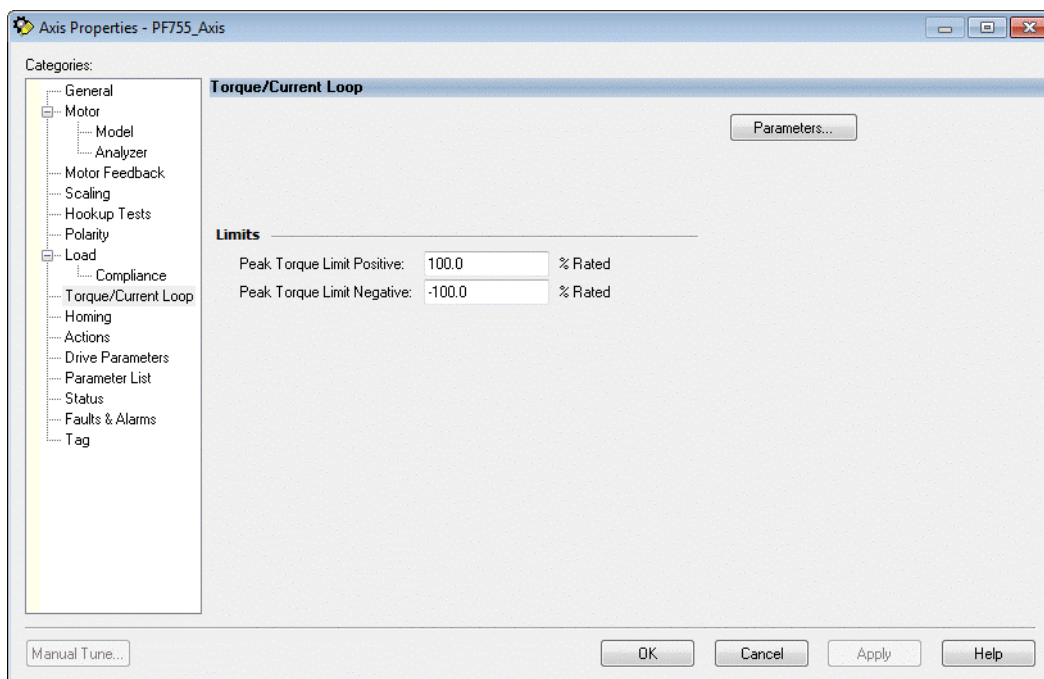 Axis Properties - PF755_Axis
Categories:
General
Motor
Model
Analyzer
Motor Feedback
Scaling
Hookup Tests
Polarity
Load
Compliance
Torque/Current Loop
Homing
Actions
Drive Parameters
Parameter List
Status
Faults & Alarms
Tag
Torque/Current Loop
Parameters...
Limits
Peak Torque Limit Positive: 100.0 % Rated
Peak Torque Limit Negative: -100.0 % Rated
Manual Tune... OK Cancel Apply Help